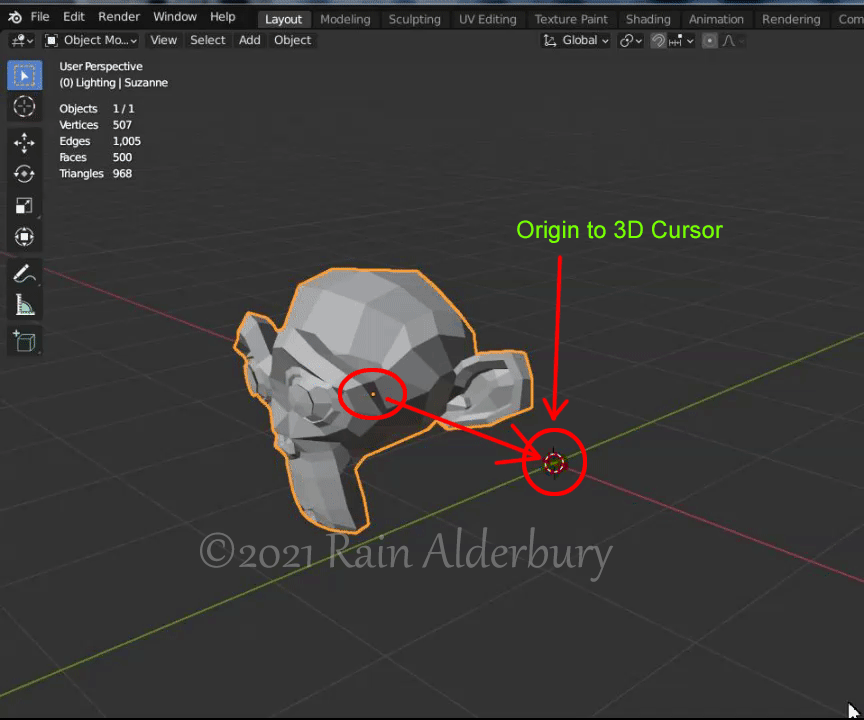 File Edit Render Window Help Layout Modeling Sculpting UV Editing Texture Paint Shading Animation Rendering Com
Object Mo... View Select Add Object Global
User Perspective
(0) Lighting | Suzanne
Objects 1 / 1
Vertices 507
Edges 1,005
Faces 500
Triangles 968
Origin to 3D Cursor
©2021 Rain Alderbury